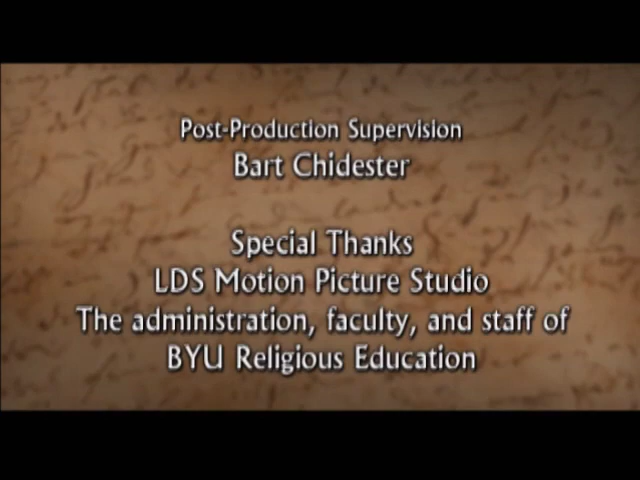 Post-Production Supervision
Bart Chidester
Special Thanks
LDS Motion Picture Studio
The administration, faculty, and staff of
BYU Religious Education